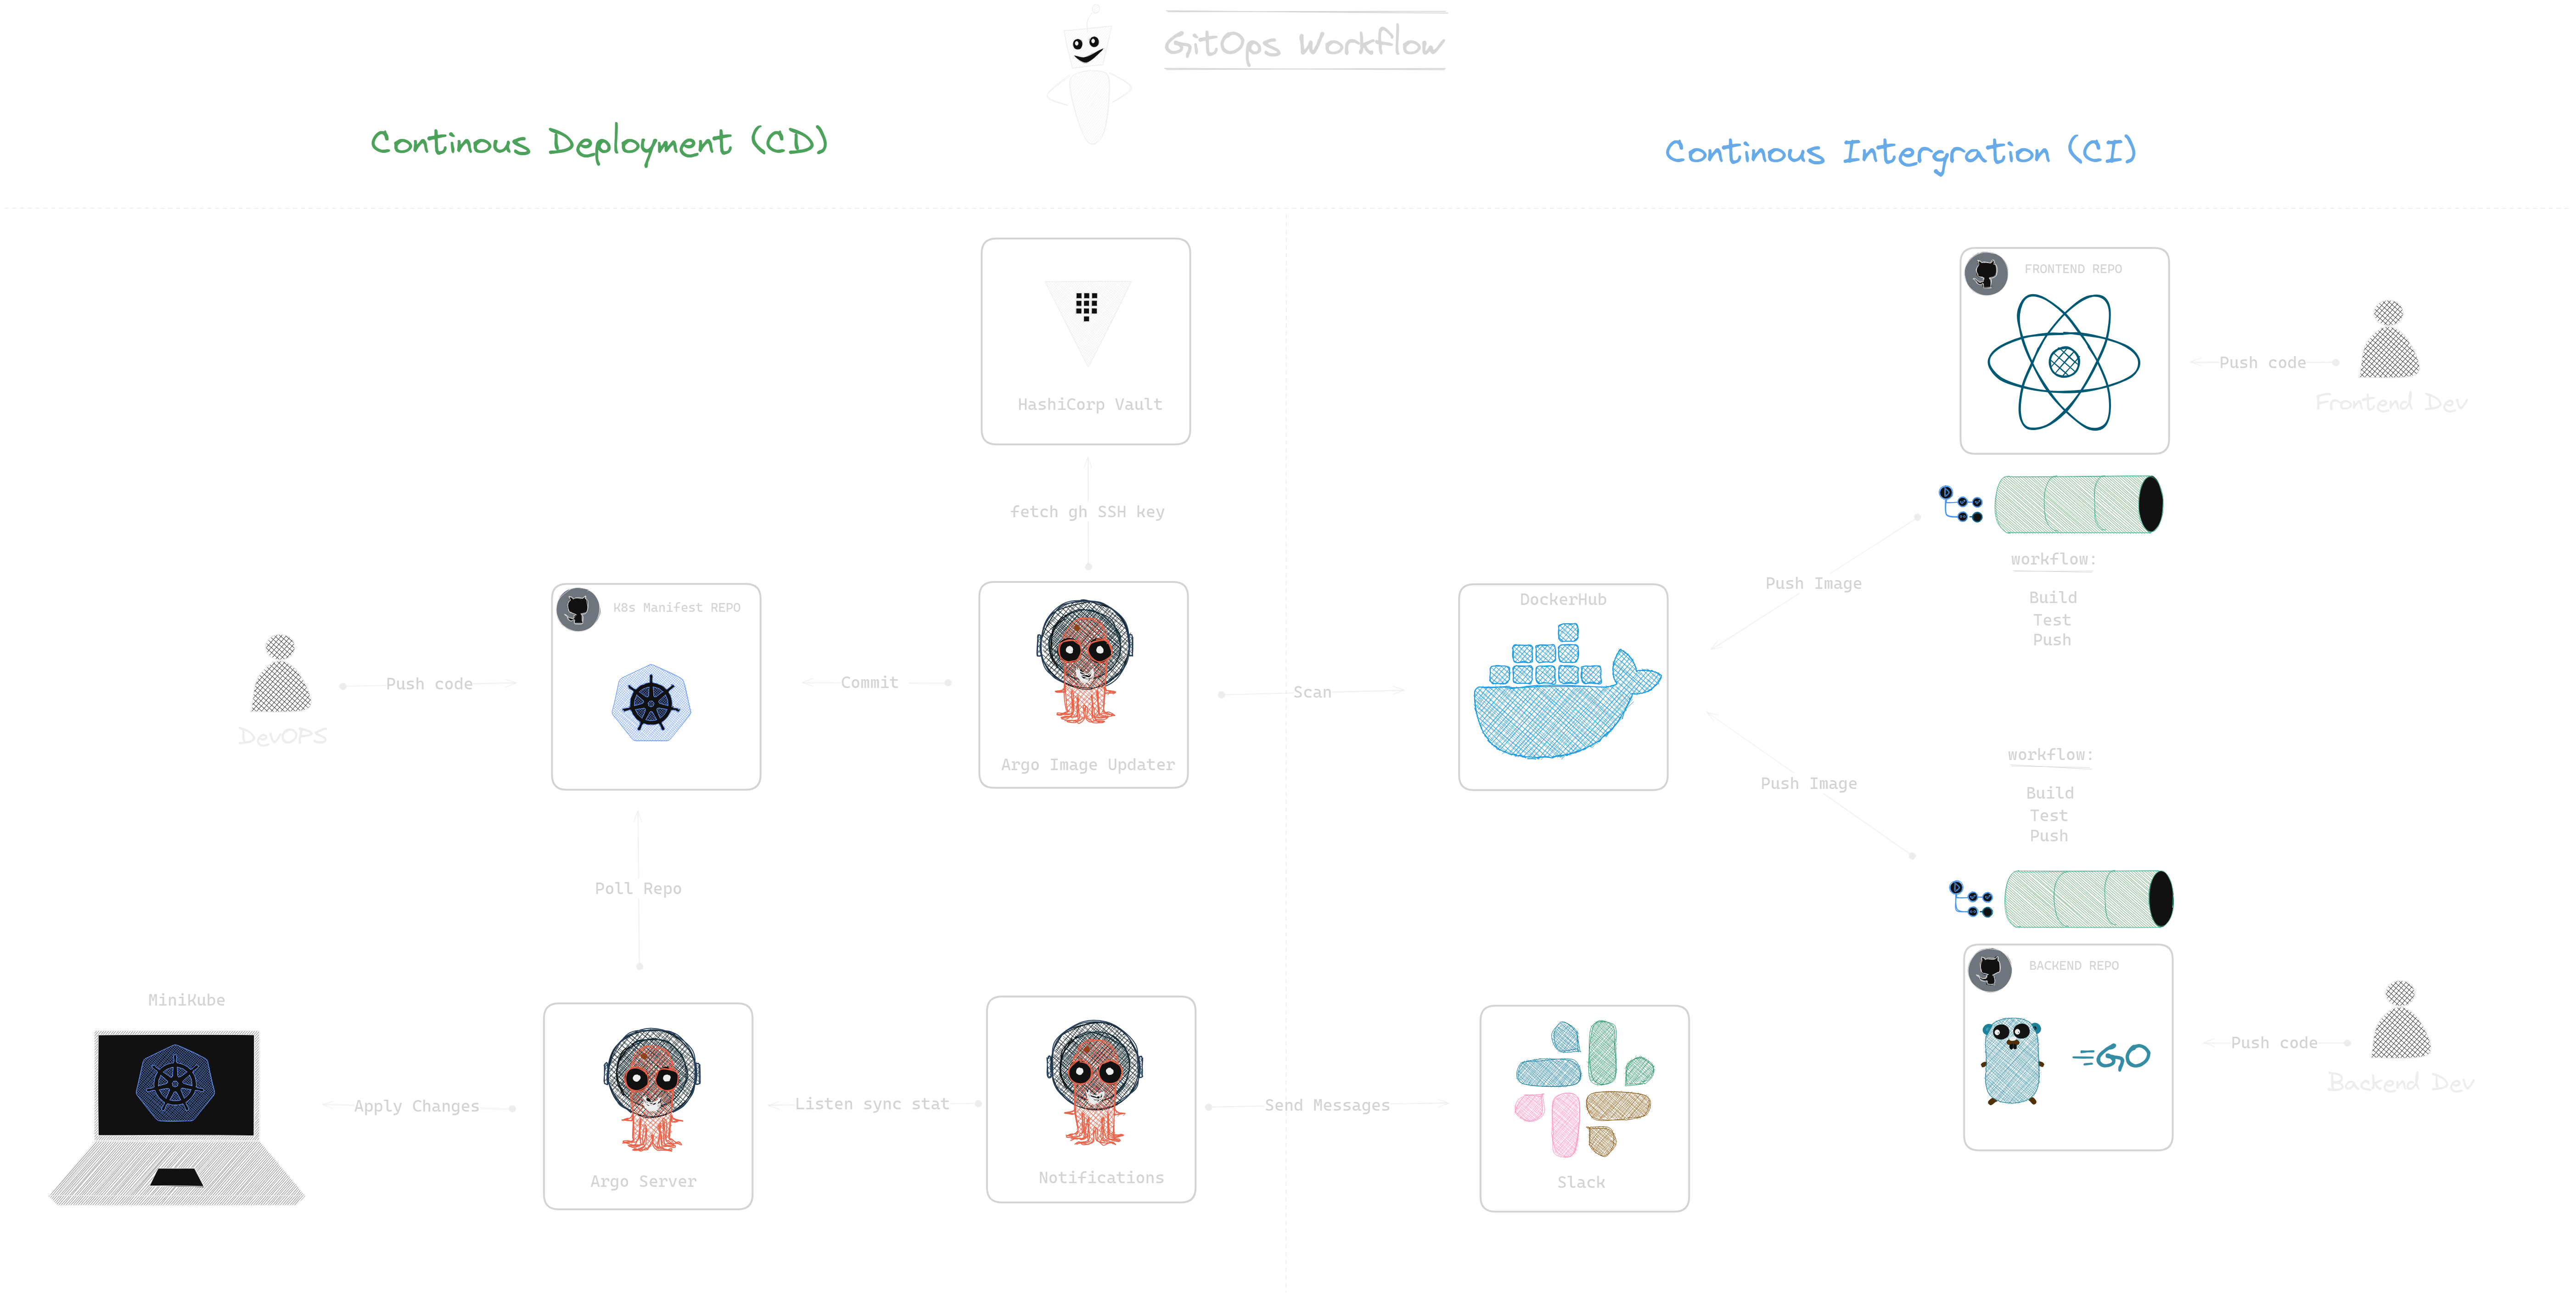 GitOps Workflow
Continous Deployment (CD)
Continous Intergration (CI)
HashiCorp Vault
fetch gh SSH key
K8s Manifest REPO
DevOPS
Push code
Commit
Argo Image Updater
Scan
Poll Repo
MiniKube
Apply Changes
Argo Server
Listen sync stat
Notifications
Send Messages
Slack
DockerHub
Push Image
Push Image
FRONTEND REPO
Push code
Frontend Dev
workflow:
Build
Test
Push
workflow:
Build
Test
Push
BACKEND REPO
GO
Push code
Backend Dev